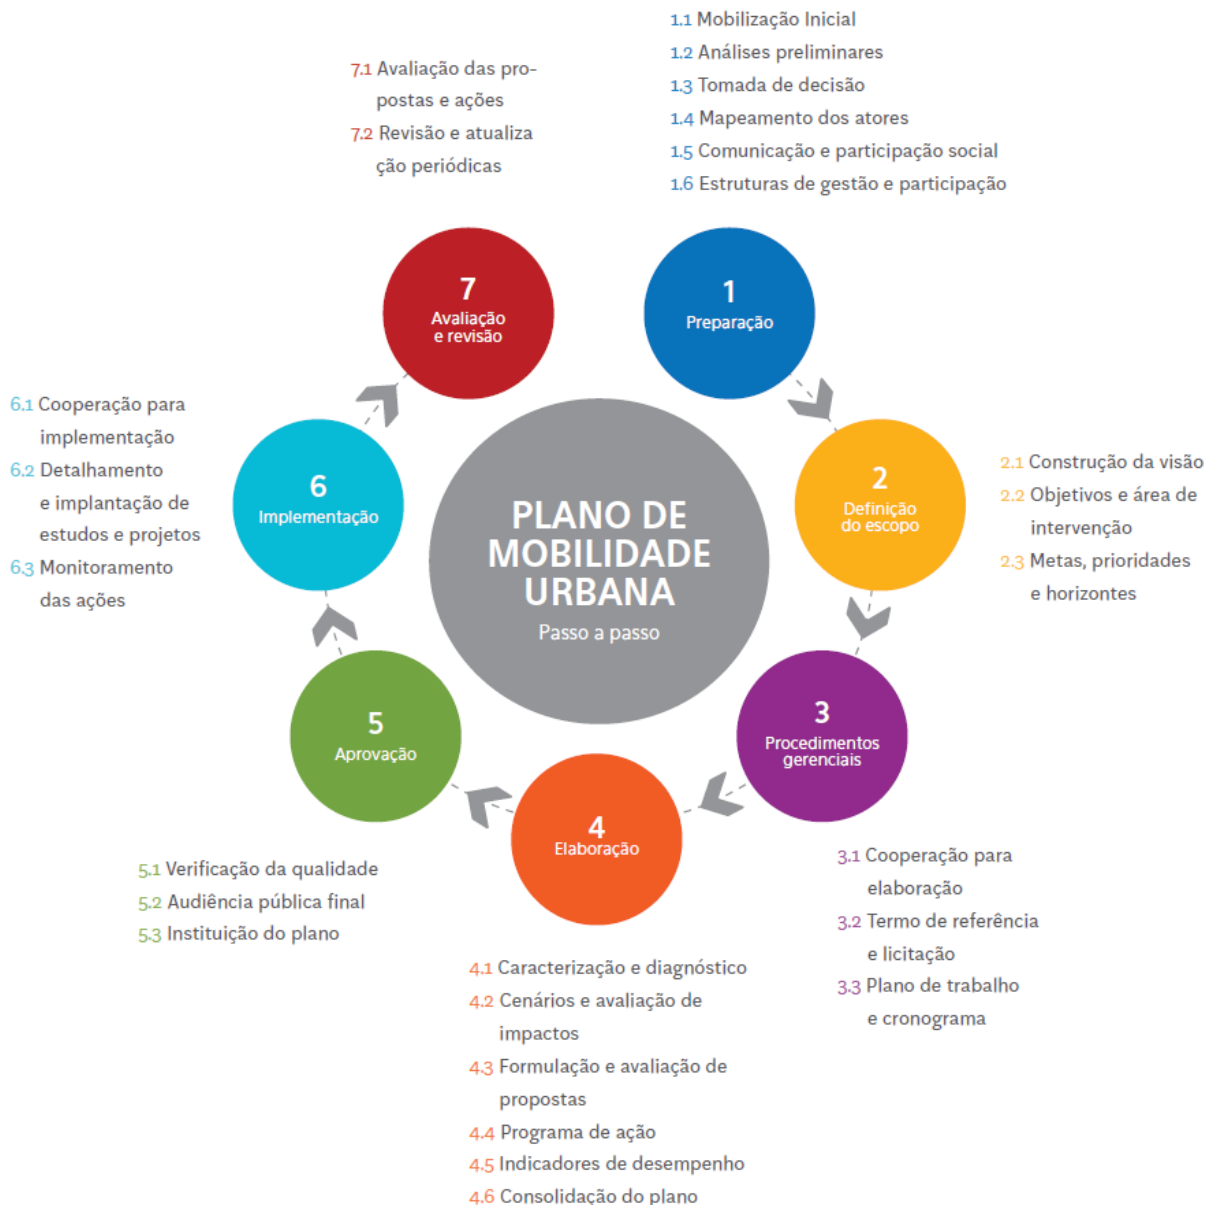 PLANO DE
MOBILIDADE
URBANA
Passo a passo
1
Preparação
1.1 Mobilização Inicial
1.2 Análises preliminares
1.3 Tomada de decisão
1.4 Mapeamento dos atores
1.5 Comunicação e participação social
1.6 Estruturas de gestão e participação
2
Definição
do escopo
2.1 Construção da visão
2.2 Objetivos e área de
intervenção
2.3 Metas, prioridades
e horizontes
3
Procedimentos
gerenciais
3.1 Cooperação para
elaboração
3.2 Termo de referência
e licitação
3.3 Plano de trabalho
e cronograma
4
Elaboração
4.1 Caracterização e diagnóstico
4.2 Cenários e avaliação de
impactos
4.3 Formulação e avaliação de
propostas
4.4 Programa de ação
4.5 Indicadores de desempenho
4.6 Consolidação do plano
5
Aprovação
5.1 Verificação da qualidade
5.2 Audiência pública final
5.3 Instituição do plano
6
Implementação
6.1 Cooperação para
implementação
6.2 Detalhamento
e implantação de
estudos e projetos
6.3 Monitoramento
das ações
7
Avaliação
e revisão
7.1 Avaliação das pro-
postas e ações
7.2 Revisão e atualiza
ção periódicas